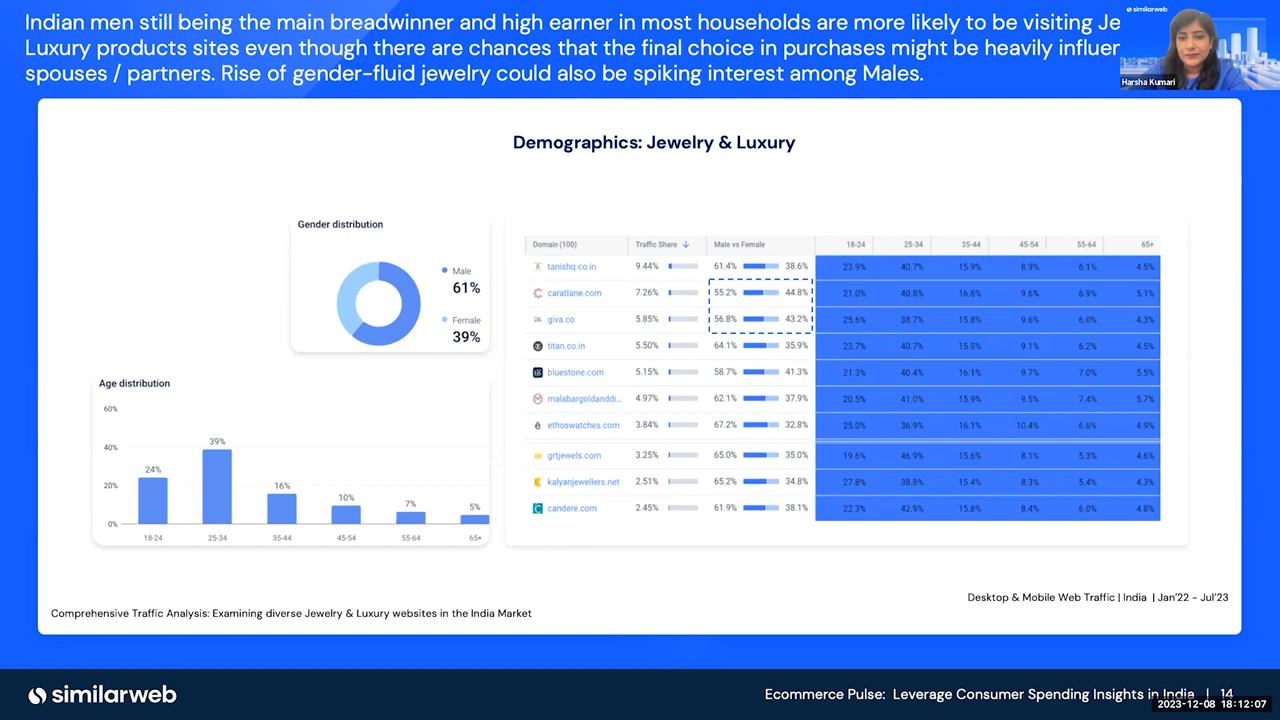 Indian men still being the main breadwinner and high earner in most households are more likely to be visiting Je
Luxury products sites even though there are chances that the final choice in purchases might be heavily influer
spouses / partners. Rise of gender-fluid jewelry could also be spiking interest among Males.
similarweb
Harsha Kumari
Demographics: Jewelry & Luxury
Gender distribution
Male
61%
Female
39%
Age distribution
60%
40%
20%
0%
24%
39%
16%
10%
7%
5%
18-24 25-34 35-44 45-54 55-64 65+
Domain (100) Traffic Share ↓ Male vs Female 18-24 25-34 35-44 45-54 55-64 65+
tanishq.co.in 9.44% 61.4% 38.6% 23.9% 40.7% 15.9% 8.9% 6.1% 4.5%
caratlane.com 7.26% 55.2% 44.8% 21.0% 40.8% 16.6% 9.6% 6.9% 5.1%
giva.co 5.85% 56.8% 43.2% 25.6% 38.7% 15.8% 9.6% 6.0% 4.3%
titan.co.in 5.50% 64.1% 35.9% 23.7% 40.7% 15.8% 9.1% 6.2% 4.5%
bluestone.com 5.15% 58.7% 41.3% 21.3% 40.4% 16.1% 9.7% 7.0% 5.5%
malabargoldanddi... 4.97% 62.1% 37.9% 20.5% 41.0% 15.9% 9.5% 7.4% 5.7%
ethoswatches.com 3.84% 67.2% 32.8% 25.0% 36.9% 16.1% 10.4% 6.6% 4.9%
grtjewels.com 3.25% 65.0% 35.0% 19.6% 46.9% 15.6% 8.1% 5.3% 4.6%
kalyanjewellers.net 2.51% 65.2% 34.8% 27.8% 38.8% 15.4% 8.3% 5.4% 4.3%
candere.com 2.45% 61.9% 38.1% 22.3% 42.9% 15.6% 8.4% 6.0% 4.8%
Desktop & Mobile Web Traffic | India | Jan'22 - Jul'23
Comprehensive Traffic Analysis: Examining diverse Jewelry & Luxury websites in the India Market
similarweb
Ecommerce Pulse: Leverage Consumer Spending Insights in India | 14
2023-12-08 18:12:07